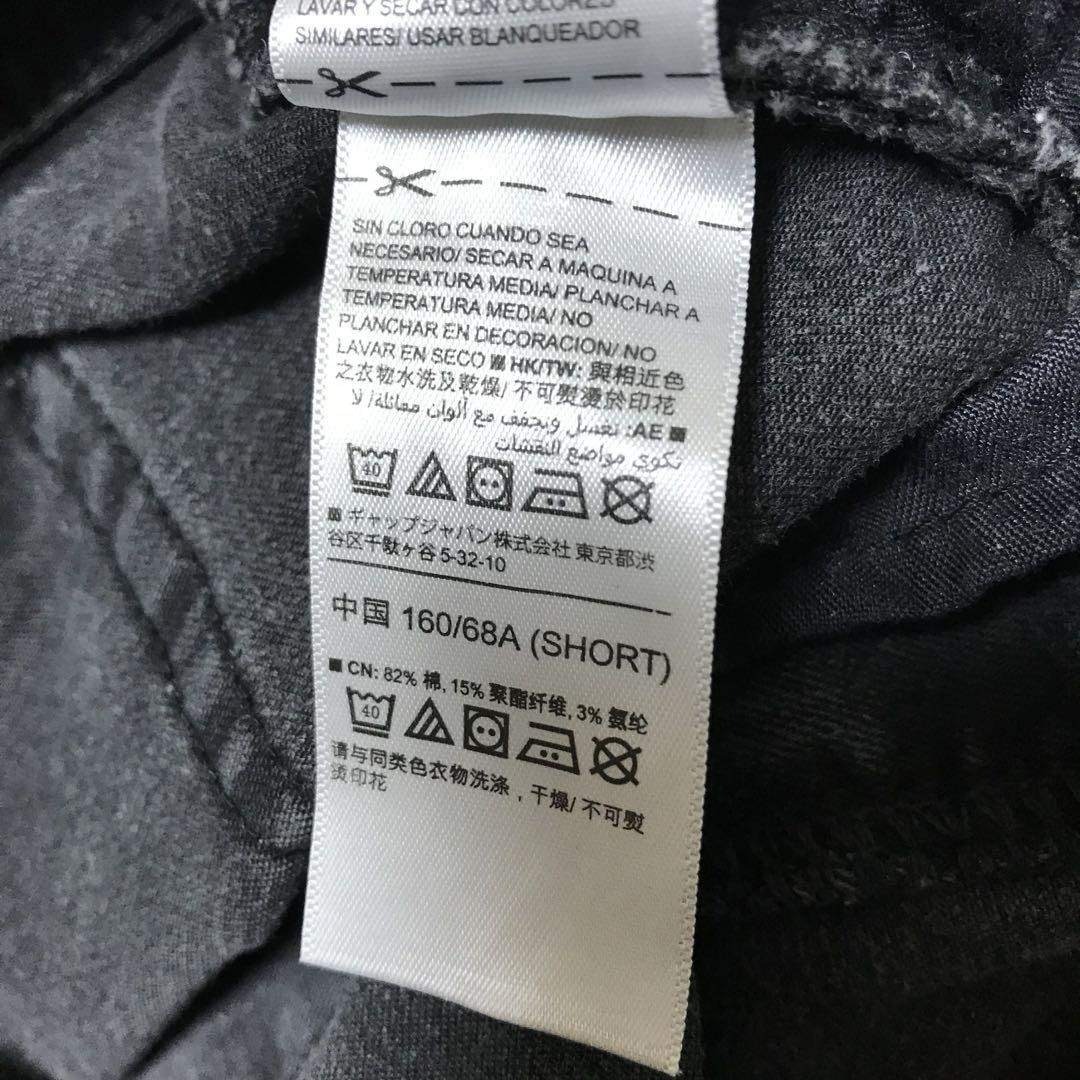 LAVAR Y SECAR CON COLORES
SIMILARES/ USAR BLANQUEADOR
SIN CLORO CUANDO SEA
NECESARIO/ SECAR A MAQUINA A
TEMPERATURA MEDIA/ PLANCHAR A
TEMPERATURA MEDIA/ NO
PLANCHAR EN DECORACION/ NO
LAVAR EN SECO ■ HK/TW: 與相近色
之衣物水洗及乾燥/ 不可熨燙於印花
■ AE: تغسل وتجفف مع ألوان مماثلة/ لا
تكوى مواضع النقشات
40
■ ギャップジャパン株式会社 東京都渋
谷区千駄ヶ谷 5-32-10
中国 160/68A (SHORT)
■ CN: 82% 棉, 15% 聚酯纤维, 3% 氨纶
40
请与同类色衣物洗涤，干燥/ 不可熨
烫印花